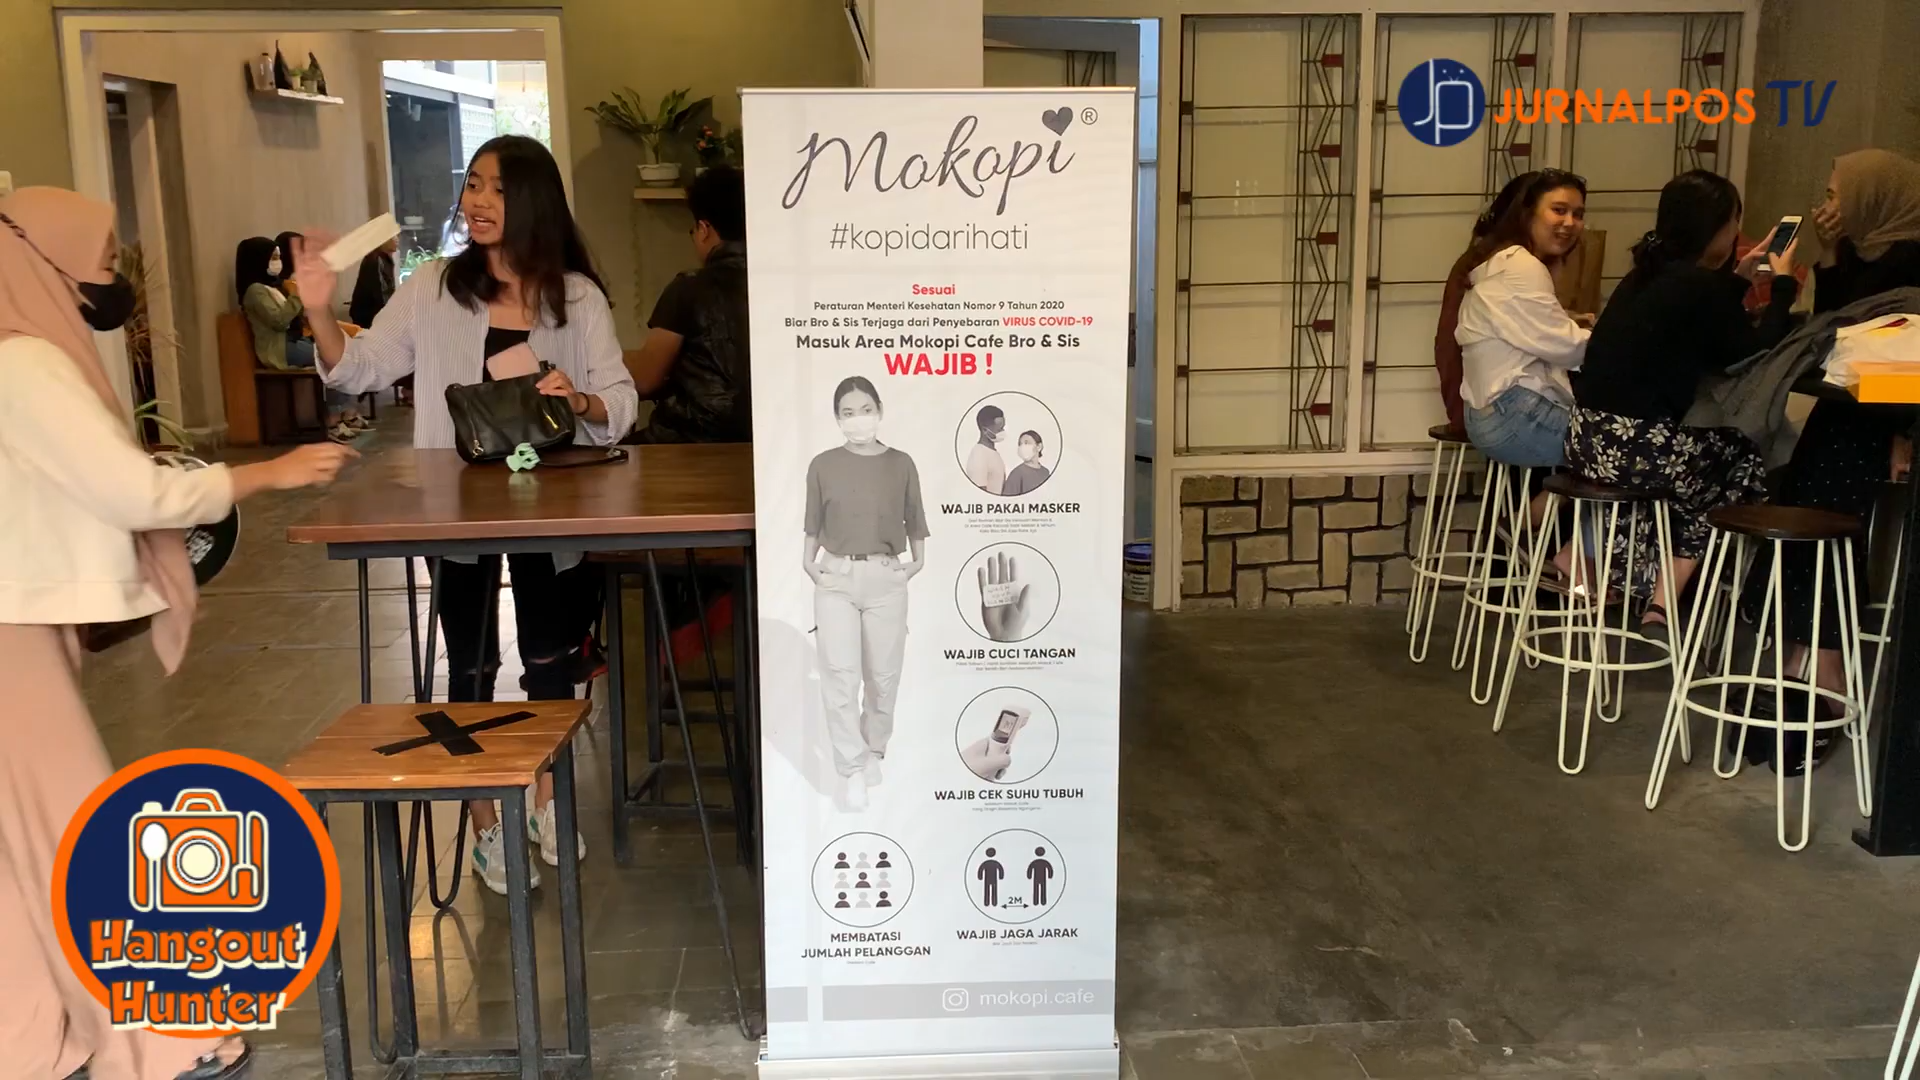 JURNALPOS TV
Mokopi ®
#kopidarihati
Sesuai
Peraturan Menteri Kesehatan Nomor 9 Tahun 2020
Biar Bro & Sis Terjaga dari Penyebaran VIRUS COVID-19
Masuk Area Mokopi Cafe Bro & Sis
WAJIB !
WAJIB PAKAI MASKER
WAJIB CUCI TANGAN
WAJIB CEK SUHU TUBUH
2M
MEMBATASI
JUMLAH PELANGGAN
WAJIB JAGA JARAK
mokopi.cafe
Hangout
Hunter